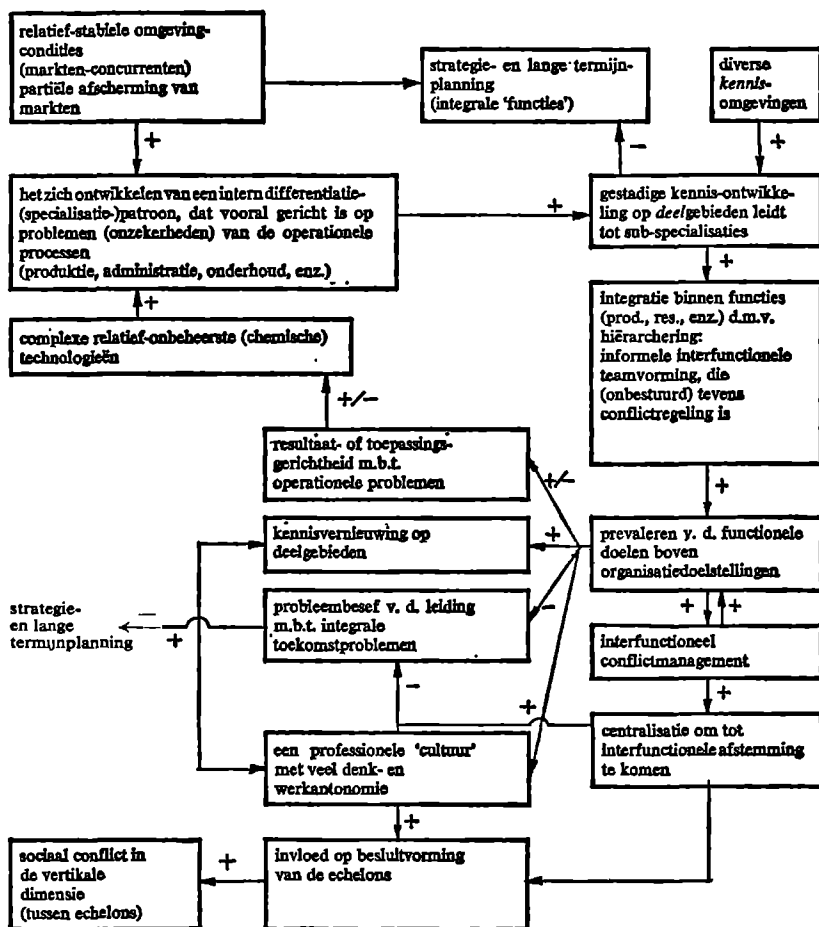 relatief-stabiele omgeving-
condities
(markten-concurrenten)
partiële afscherming van
markten
strategie- en lange termijn-
planning
(integrale 'functies')
diverse
kennis-
omgevingen
+
−
+
het zich ontwikkelen van een intern differentiatie-
(specialisatie-)patroon, dat vooral gericht is op
problemen (onzekerheden) van de operationele
processen
(produktie, administratie, onderhoud, enz.)
+
gestadige kennis-ontwikke-
ling op deelgebieden leidt
tot sub-specialisaties
+
+
complexe relatief-onbeheerste (chemische)
technologieën
integratie binnen functies
(prod., res., enz.) d.m.v.
hiërarchering:
informele interfunctionele
teamvorming, die
(onbestuurd) tevens
conflictregeling is
+/−
resultaat- of toepassings-
gerichtheid m.b.t.
operationele problemen
+/−
+
kennisvernieuwing op
deelgebieden
+
prevaleren v. d. functionele
doelen boven
organisatiedoelstellingen
strategie-
en lange
termijnplanning
−
+
probleembesef v. d. leiding
m.b.t. integrale
toekomstproblemen
−
+
+
interfunctioneel
conflictmanagement
−
+
+
een professionele 'cultuur'
met veel denk- en
werkantonomie
centralisatie om tot
interfunctionele afstemming
te komen
+
sociaal conflict in
de vertikale
dimensie
(tussen echelons)
+
invloed op besluitvorming
van de echelons